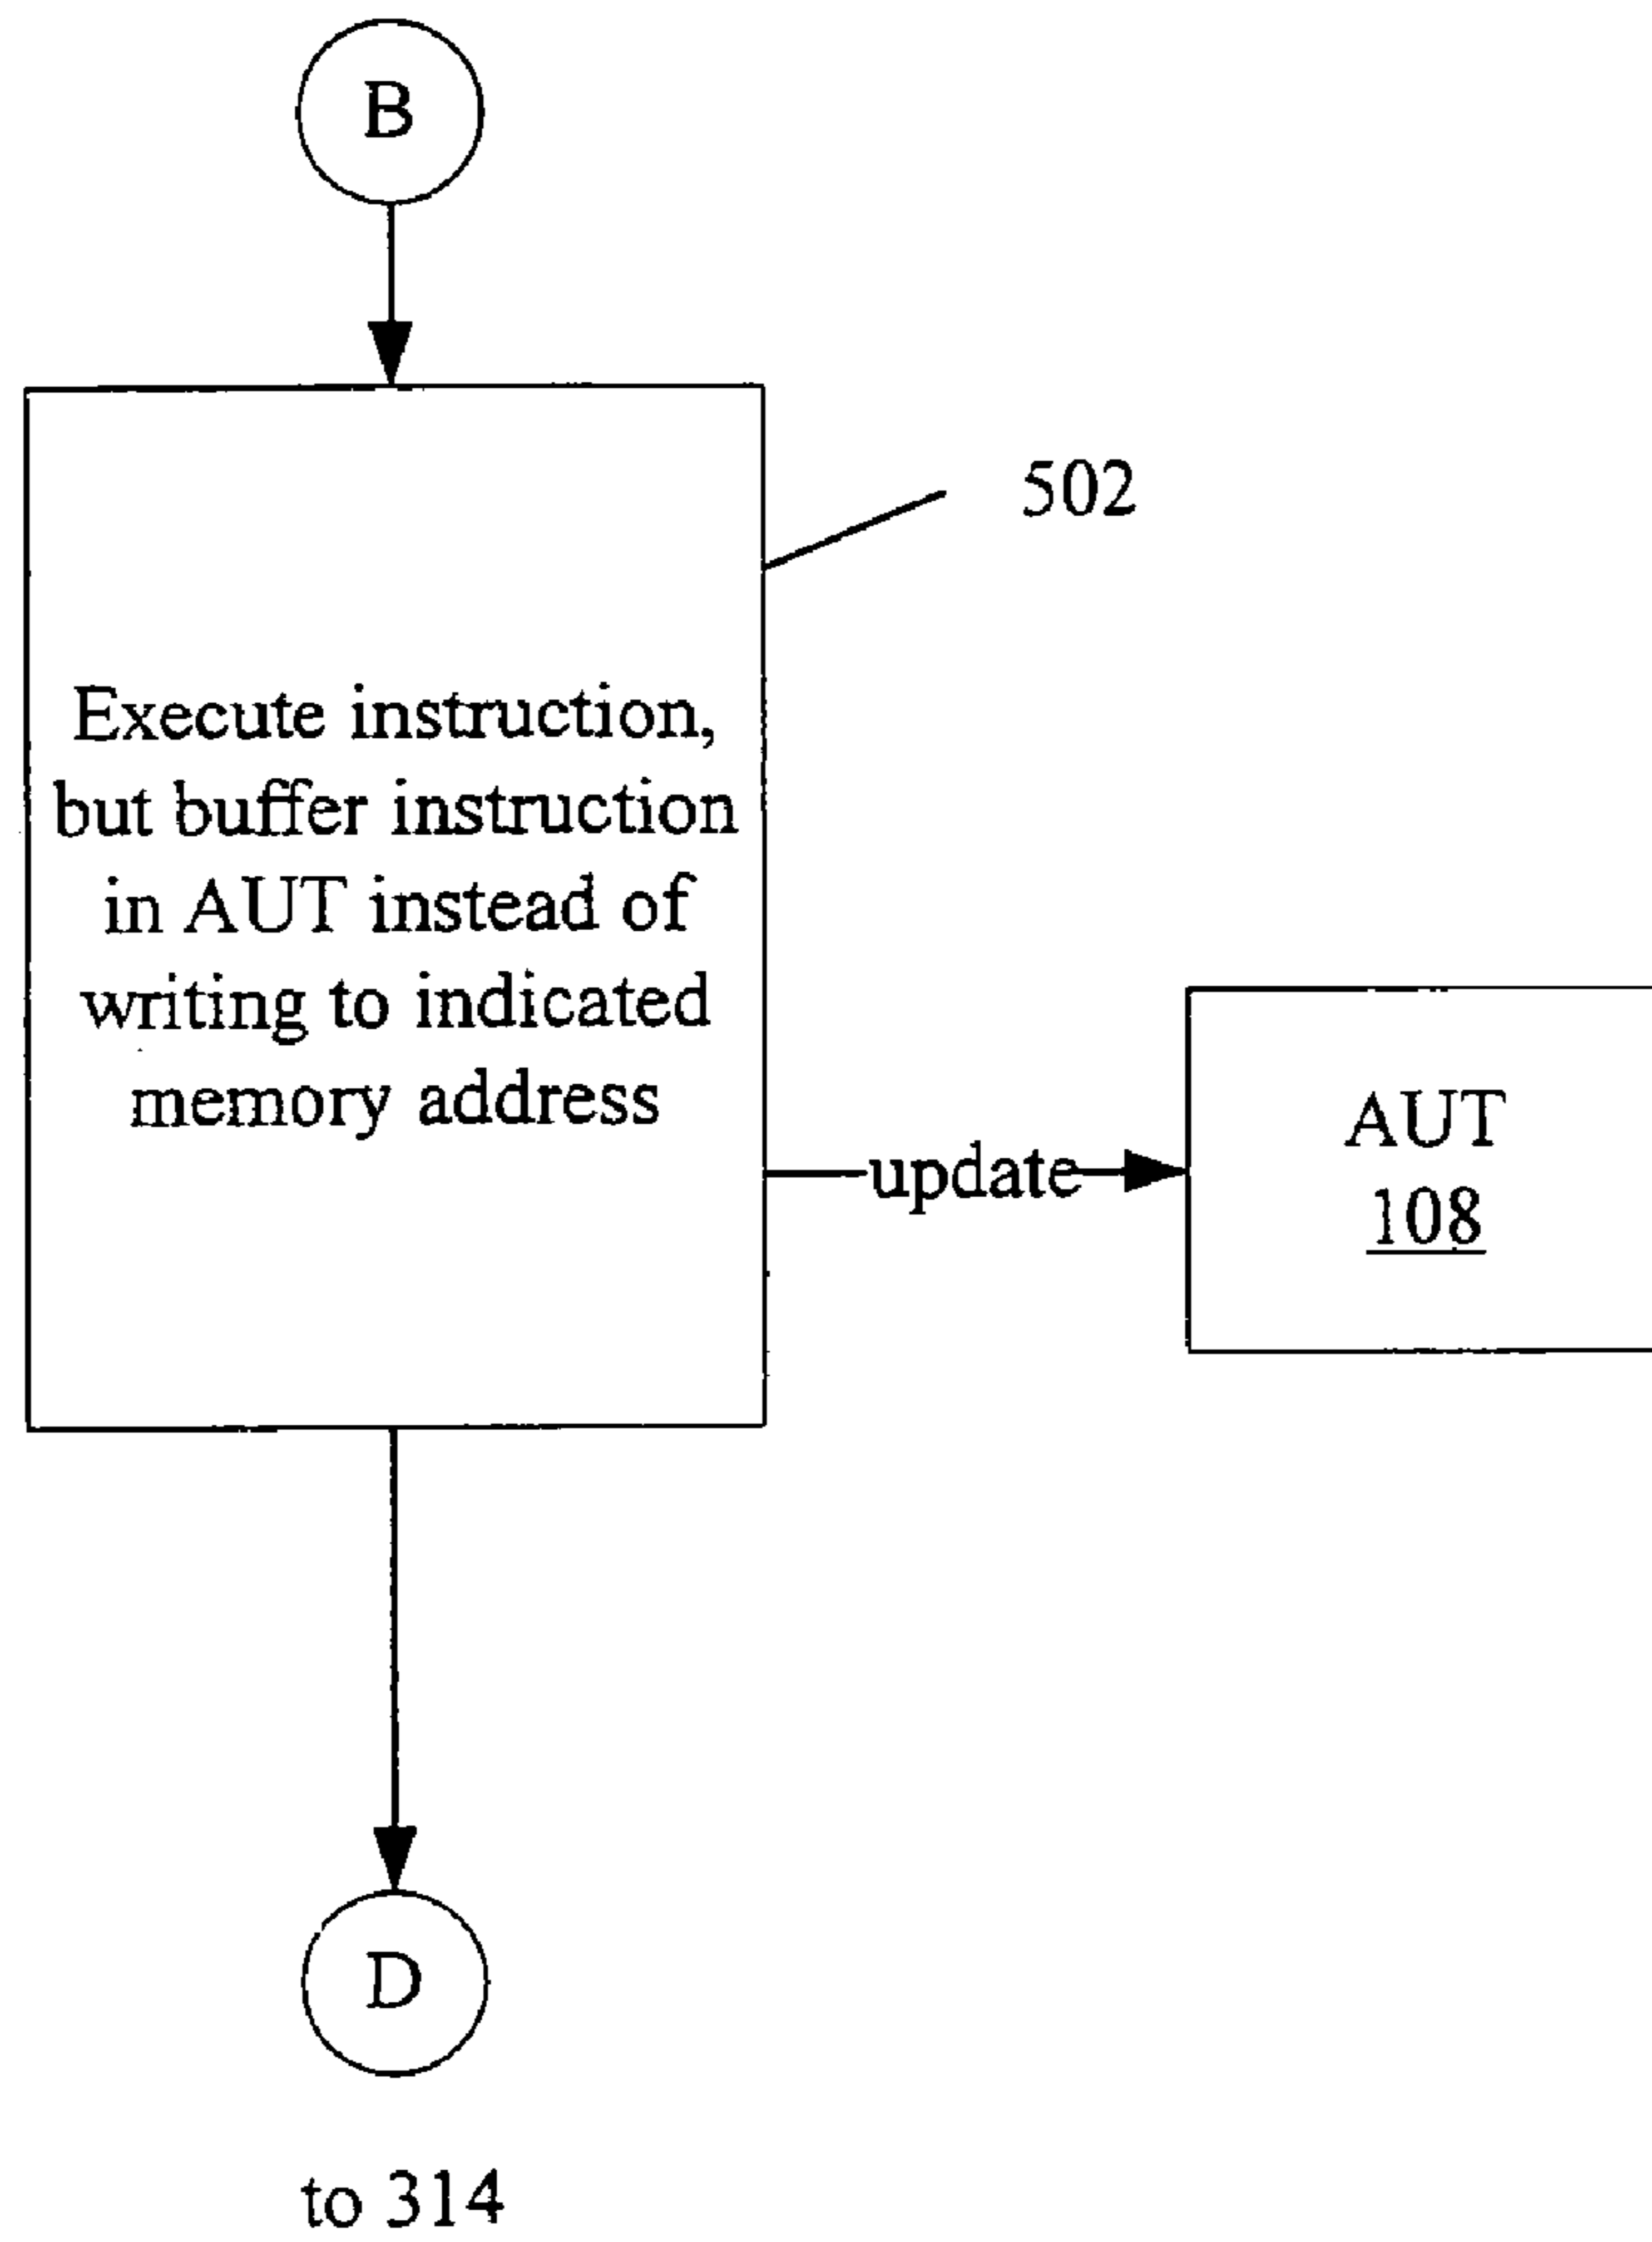 B
502
Execute instruction,
but buffer instruction
in AUT instead of
writing to indicated
memory address
update
AUT
108
D
to 314